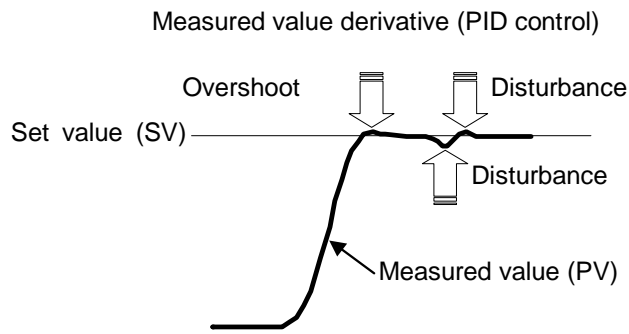 Measured value derivative (PID control)
Overshoot
Disturbance
Set value (SV)
Disturbance
Measured value (PV)